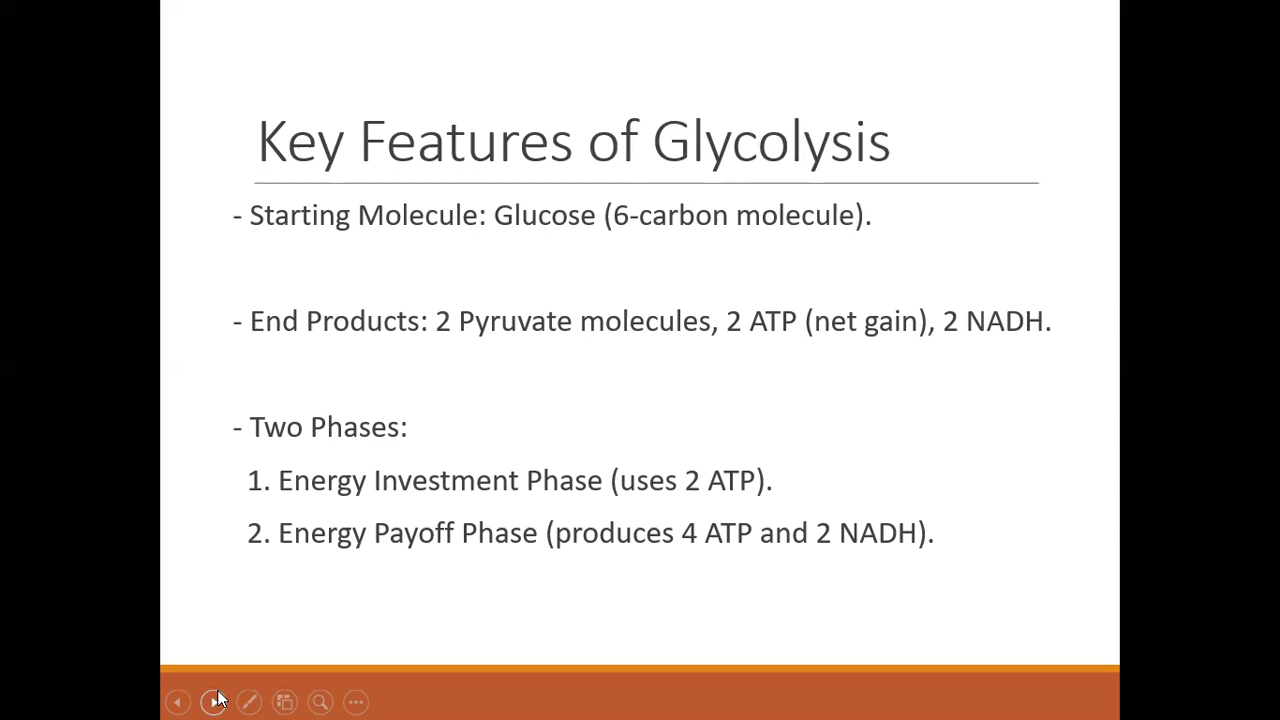 Key Features of Glycolysis
- Starting Molecule: Glucose (6-carbon molecule).
- End Products: 2 Pyruvate molecules, 2 ATP (net gain), 2 NADH.
- Two Phases:
1. Energy Investment Phase (uses 2 ATP).
2. Energy Payoff Phase (produces 4 ATP and 2 NADH).